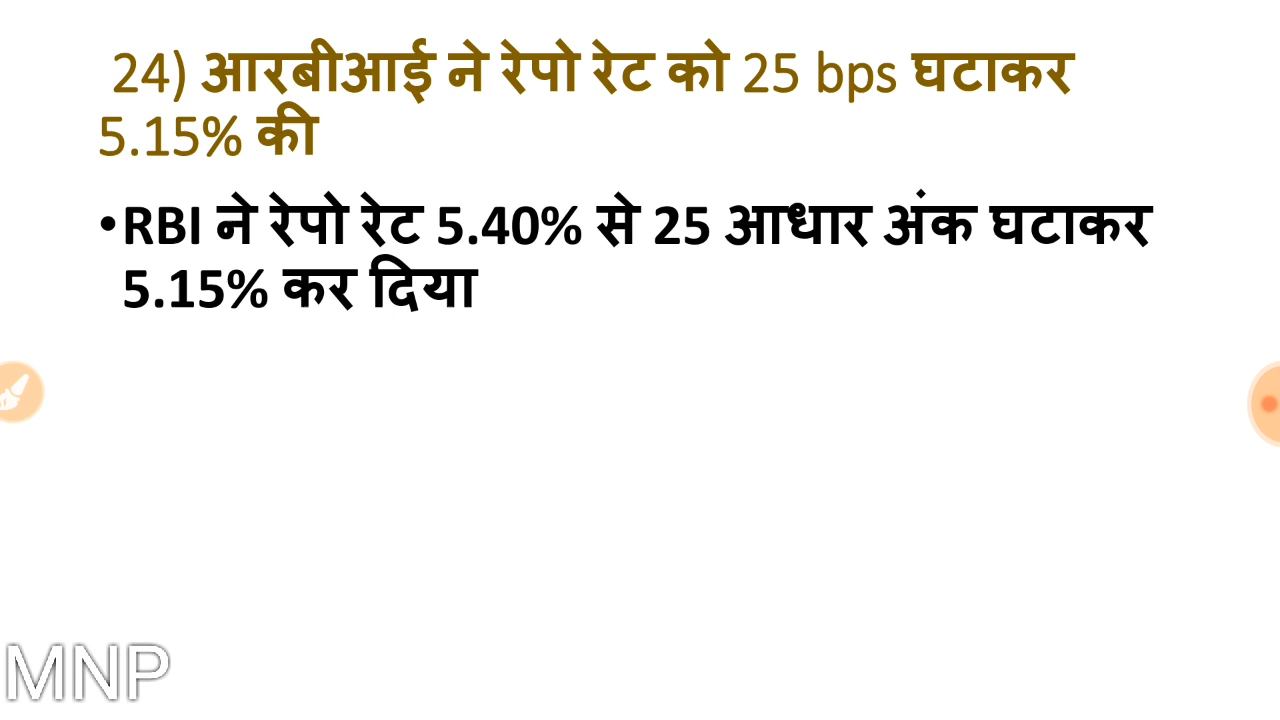 24) आरबीआई ने रेपो रेट को 25 bps घटाकर
5.15% की
•RBI ने रेपो रेट 5.40% से 25 आधार अंक घटाकर
5.15% कर दिया
MNP